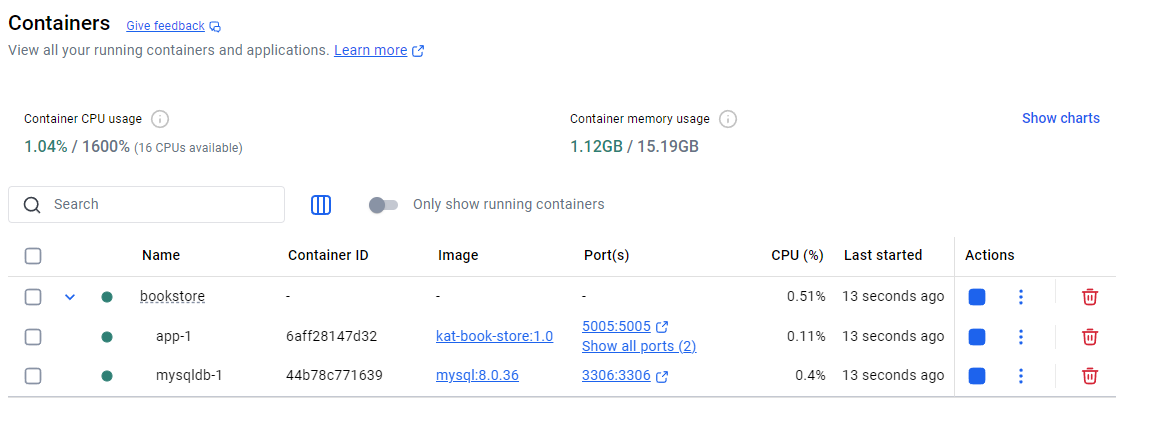 Containers Give feedback
View all your running containers and applications. Learn more
Container CPU usage Container memory usage Show charts
1.04% / 1600% (16 CPUs available) 1.12GB / 15.19GB
Search Only show running containers
Name Container ID Image Port(s) CPU (%) Last started Actions
bookstore - - - 0.51% 13 seconds ago
app-1 6aff28147d32 kat-book-store:1.0 5005:5005 0.11% 13 seconds ago
Show all ports (2)
mysqldb-1 44b78c771639 mysql:8.0.36 3306:3306 0.4% 13 seconds ago